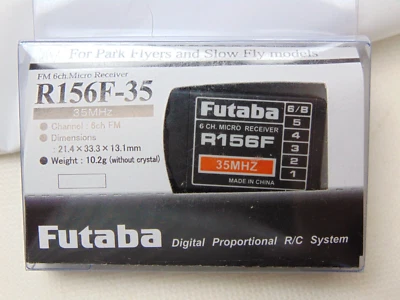 For Park Flyers and Slow Fly models
FM 6ch.Micro Receiver
R156F-35
35MHz
● Channel : 6ch FM
● Dimensions
: 21.4×33.3×13.1mm
● Weight : 10.2g (without crystal)
Futaba
6 CH. MICRO RECEIVER
R156F
35MHZ
MADE IN CHINA
6/B
5
4
3
2
1
Futaba Digital Proportional R/C System